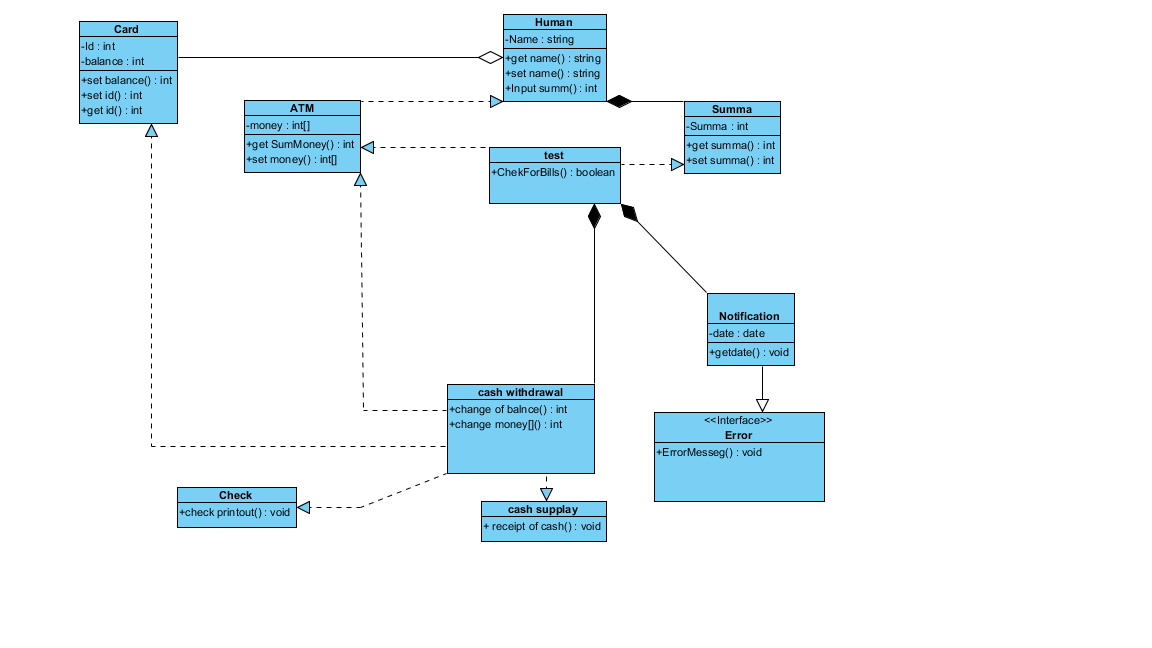 Card
-Id : int
-balance : int
+set balance() : int
+set id() : int
+get id() : int
Human
-Name : string
+get name() : string
+set name() : string
+Input summ() : int
ATM
-money : int[]
+get SumMoney() : int
+set money() : int[]
Summa
-Summa : int
+get summa() : int
+set summa() : int
test
+ChekForBills() : boolean
Notification
-date : date
+getdate() : void
cash withdrawal
+change of balnce() : int
+change money[]() : int
<<Interface>>
Error
+ErrorMesseg() : void
Check
+check printout() : void
cash supplay
+ receipt of cash() : void